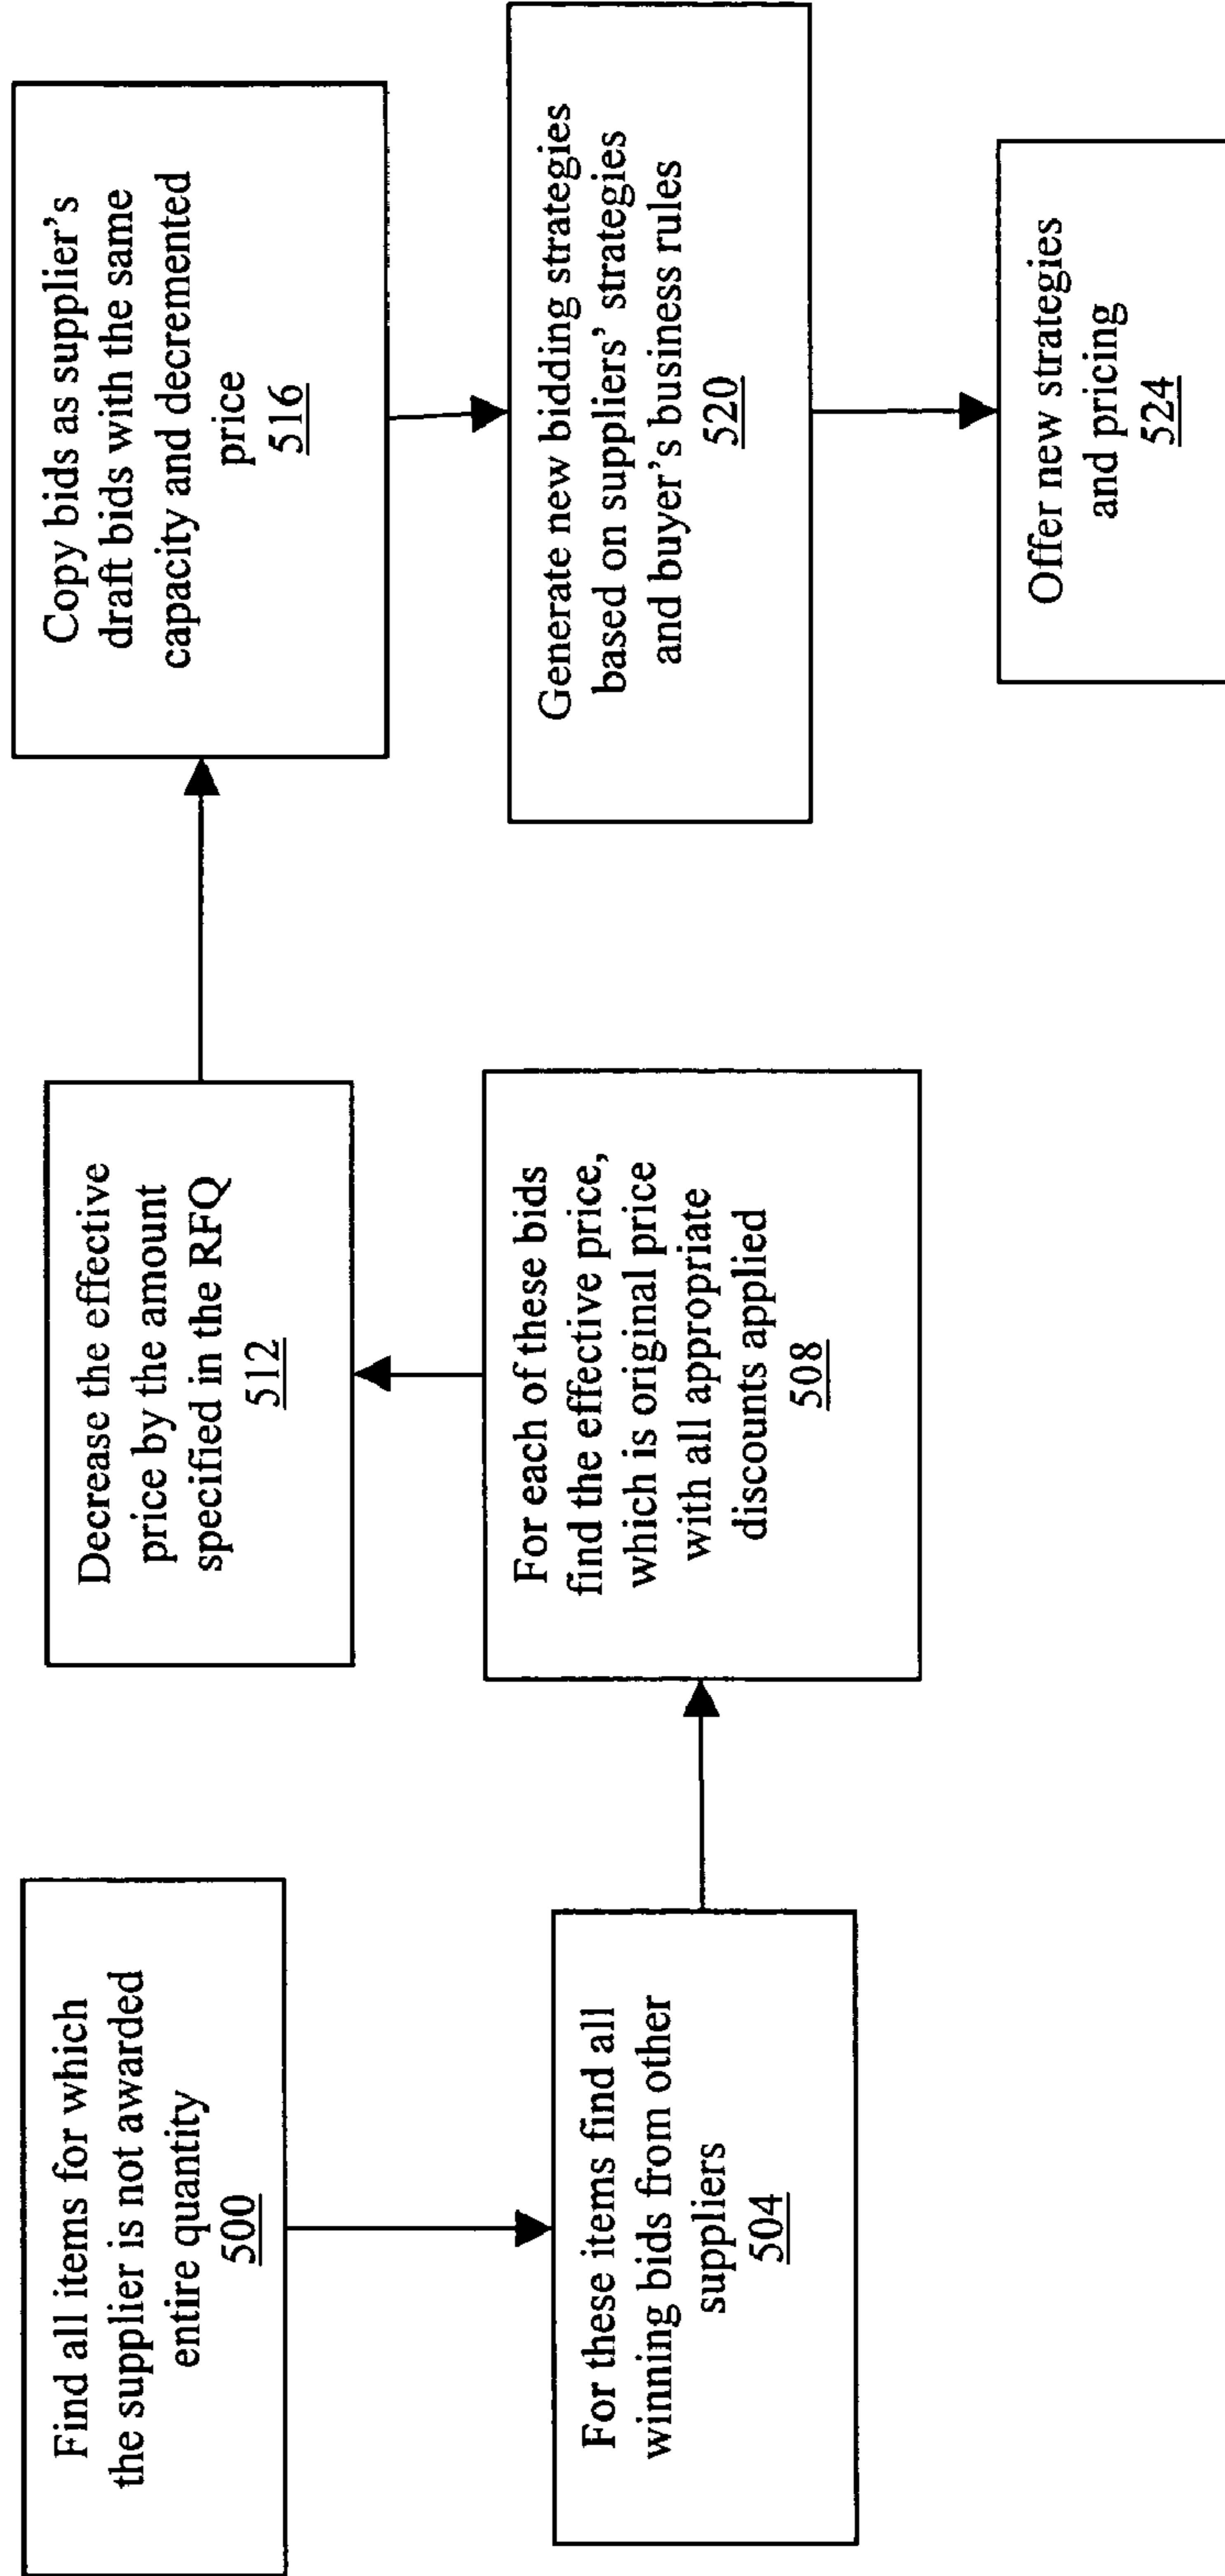 Find all items for which
the supplier is not awarded
entire quantity
500
For these items find all
winning bids from other
suppliers
504
For each of these bids
find the effective price,
which is original price
with all appropriate
discounts applied
508
Decrease the effective
price by the amount
specified in the RFQ
512
Copy bids as supplier's
draft bids with the same
capacity and decremented
price
516
Generate new bidding strategies
based on suppliers' strategies
and buyer's business rules
520
Offer new strategies
and pricing
524